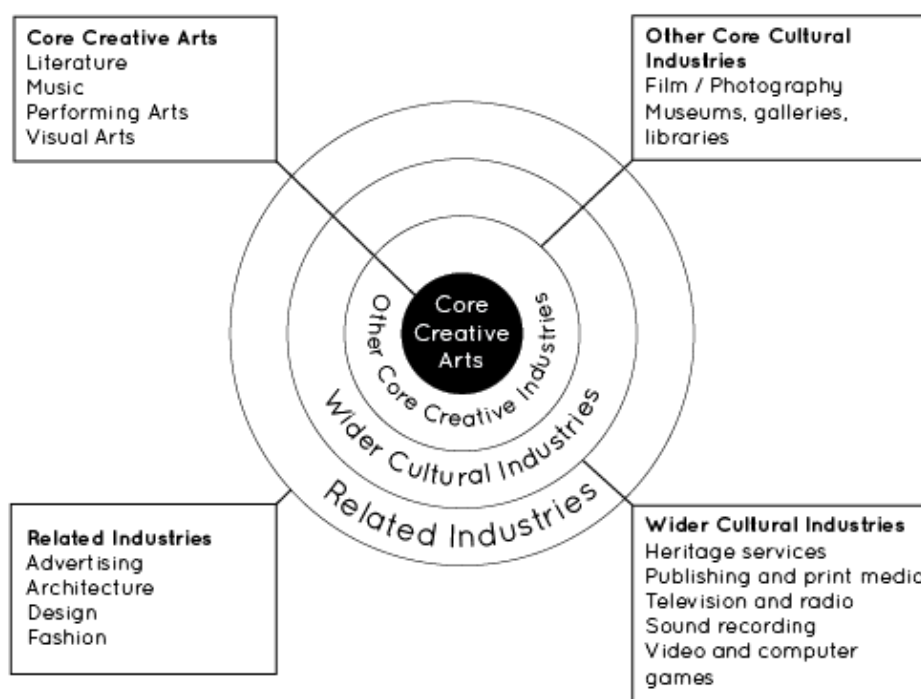 Core Creative Arts
Literature
Music
Performing Arts
Visual Arts
Other Core Cultural
Industries
Film / Photography
Museums, galleries,
libraries
Core
Creative
Arts
Other Core Creative Industries
Wider Cultural Industries
Related Industries
Related Industries
Advertising
Architecture
Design
Fashion
Wider Cultural Industries
Heritage services
Publishing and print media
Television and radio
Sound recording
Video and computer
games